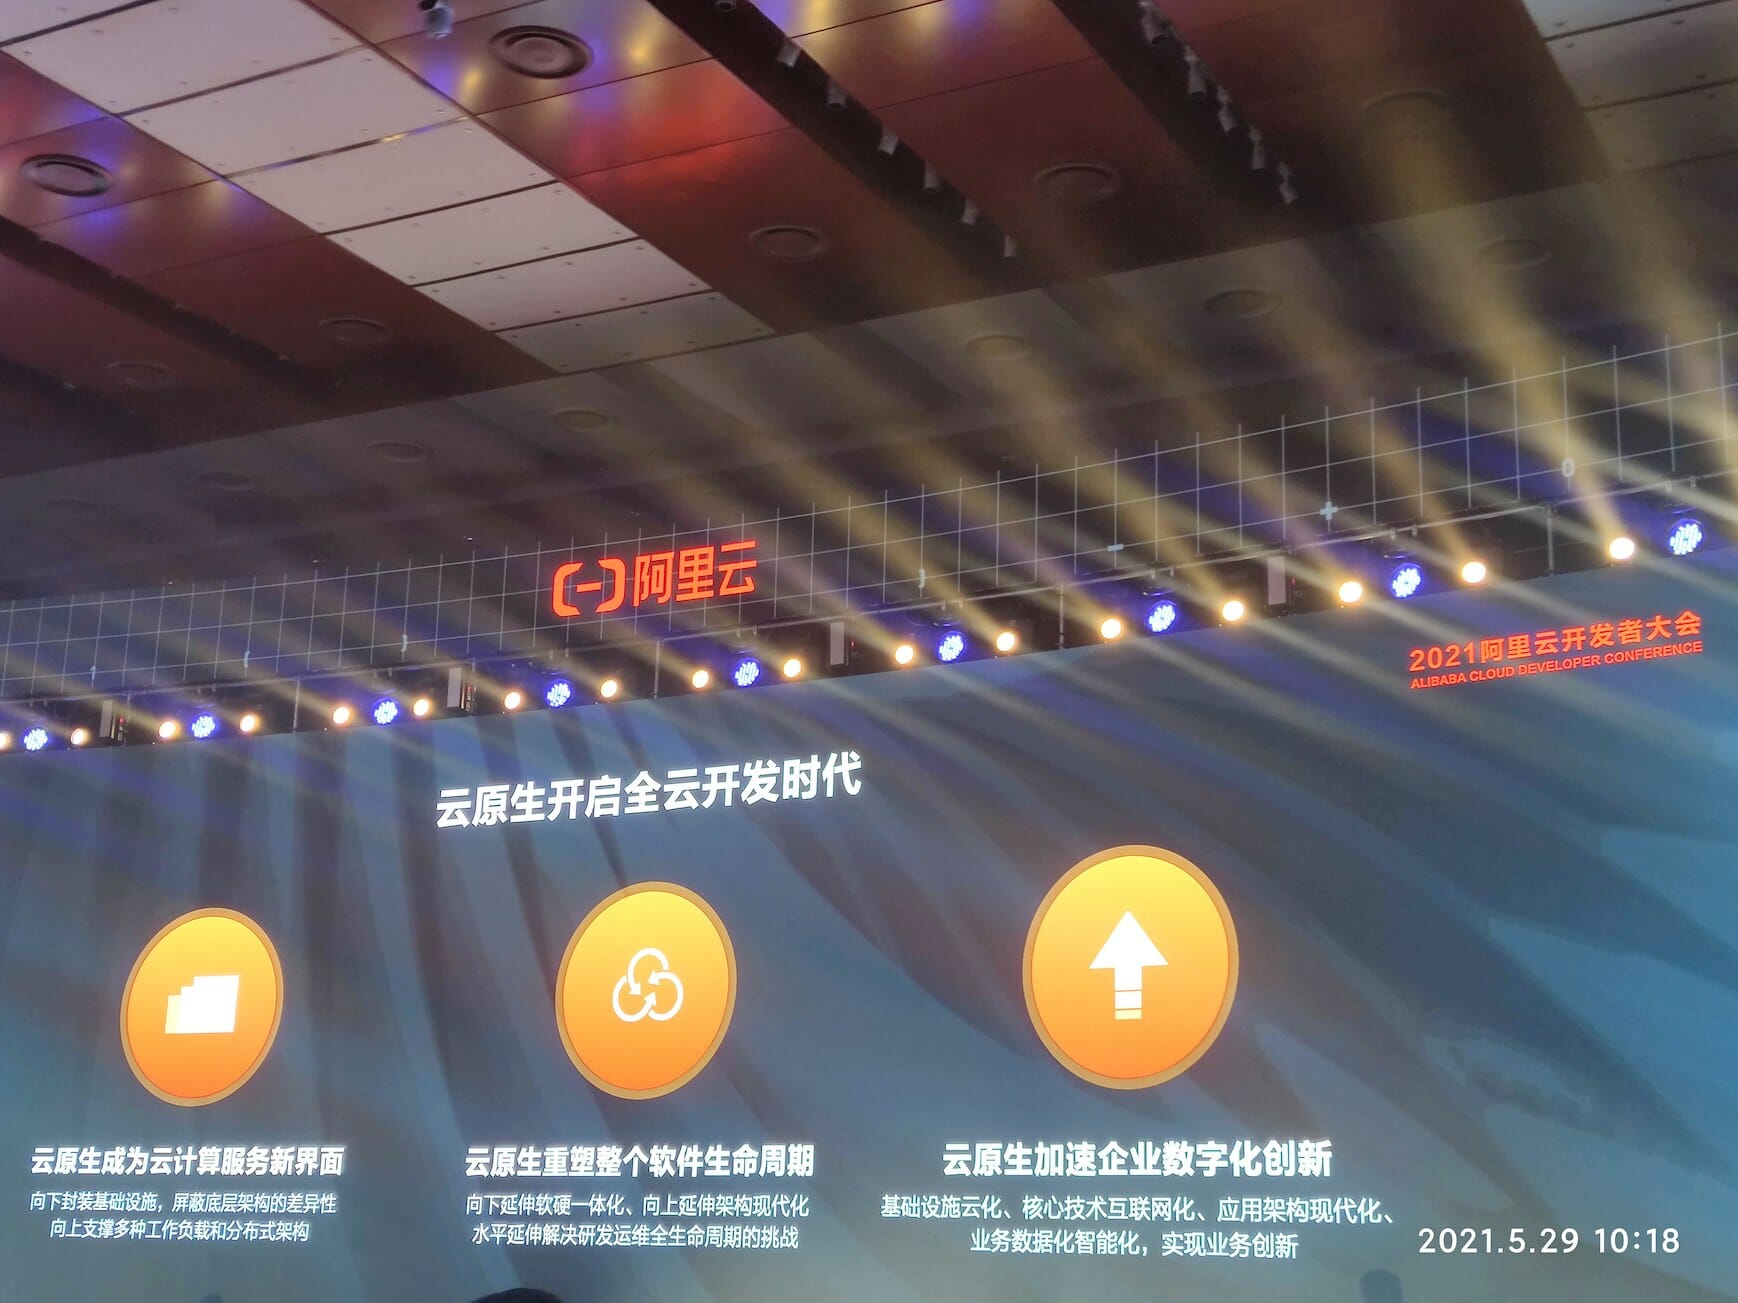 阿里云
2021阿里云开发者大会
ALIBABA CLOUD DEVELOPER CONFERENCE
云原生开启全云开发时代
云原生成为云计算服务新界面
向下封装基础设施，屏蔽底层架构的差异性
向上支撑多种工作负载和分布式架构
云原生重塑整个软件生命周期
向下延伸软硬一体化、向上延伸架构现代化
水平延伸解决研发运维全生命周期的挑战
云原生加速企业数字化创新
基础设施云化、核心技术互联网化、应用架构现代化、
业务数据化智能化，实现业务创新
2021.5.29 10:18